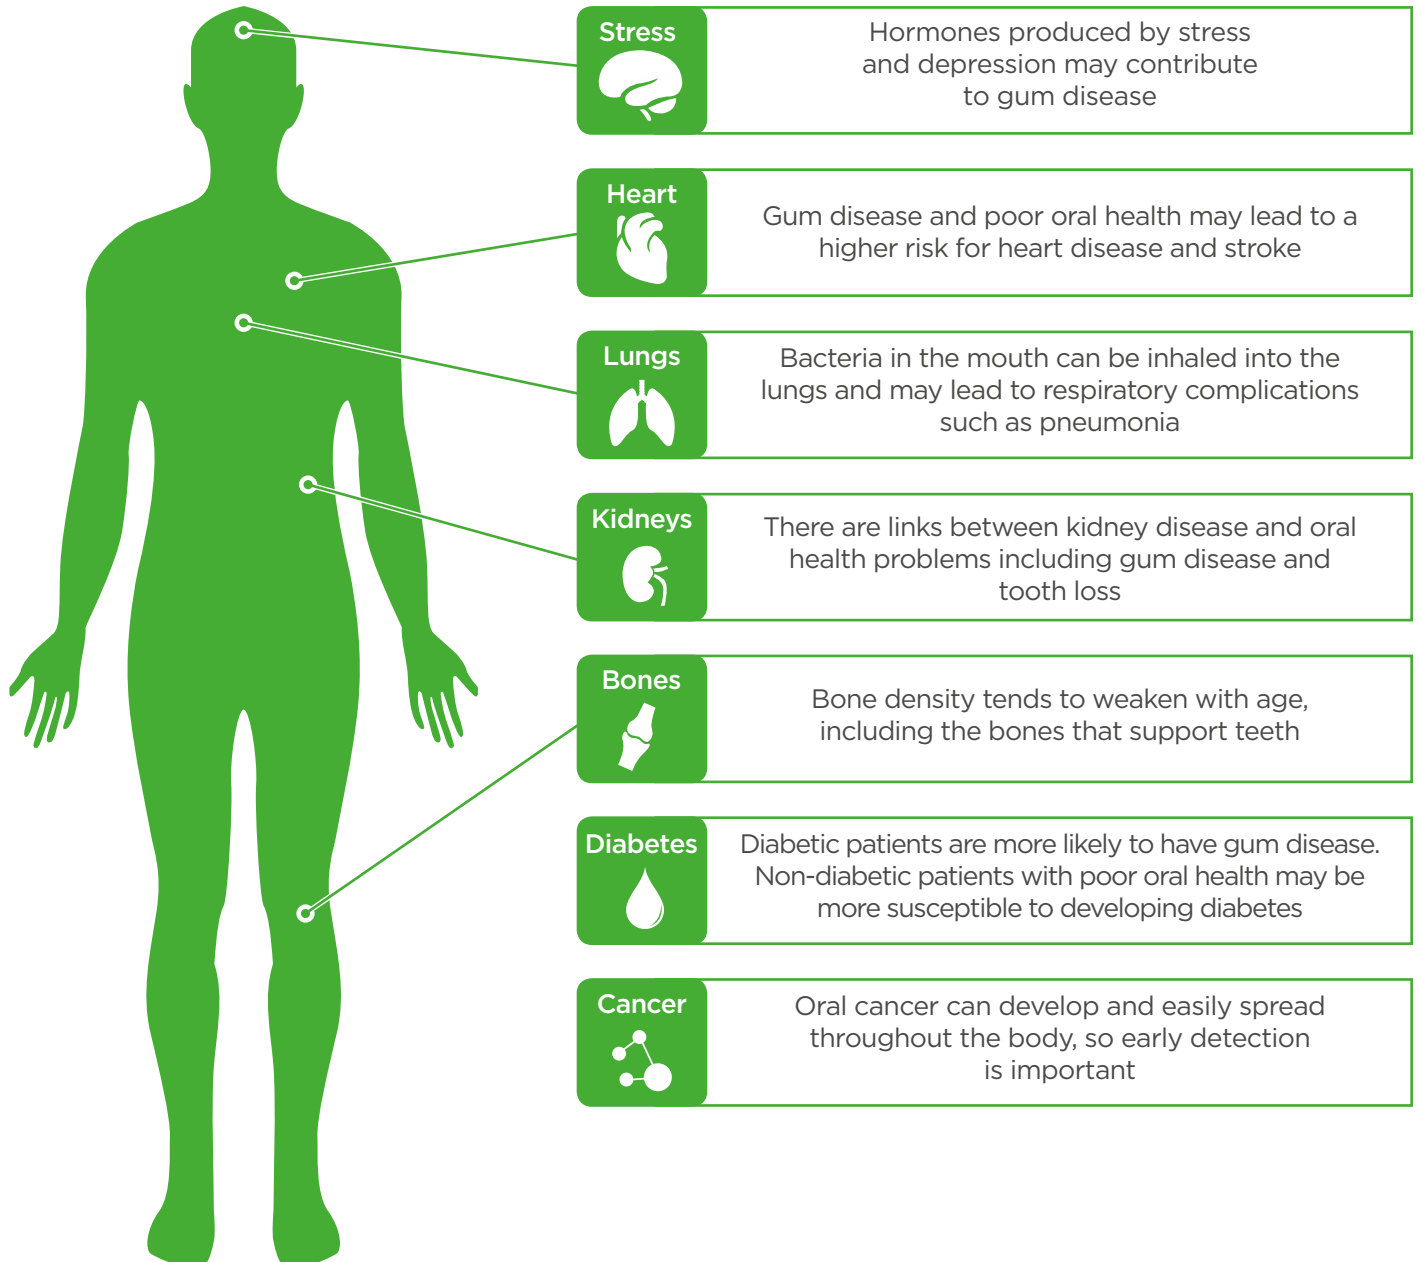 Stress
Hormones produced by stress
and depression may contribute
to gum disease
Heart
Gum disease and poor oral health may lead to a
higher risk for heart disease and stroke
Lungs
Bacteria in the mouth can be inhaled into the
lungs and may lead to respiratory complications
such as pneumonia
Kidneys
There are links between kidney disease and oral
health problems including gum disease and
tooth loss
Bones
Bone density tends to weaken with age,
including the bones that support teeth
Diabetes
Diabetic patients are more likely to have gum disease.
Non-diabetic patients with poor oral health may be
more susceptible to developing diabetes
Cancer
Oral cancer can develop and easily spread
throughout the body, so early detection
is important